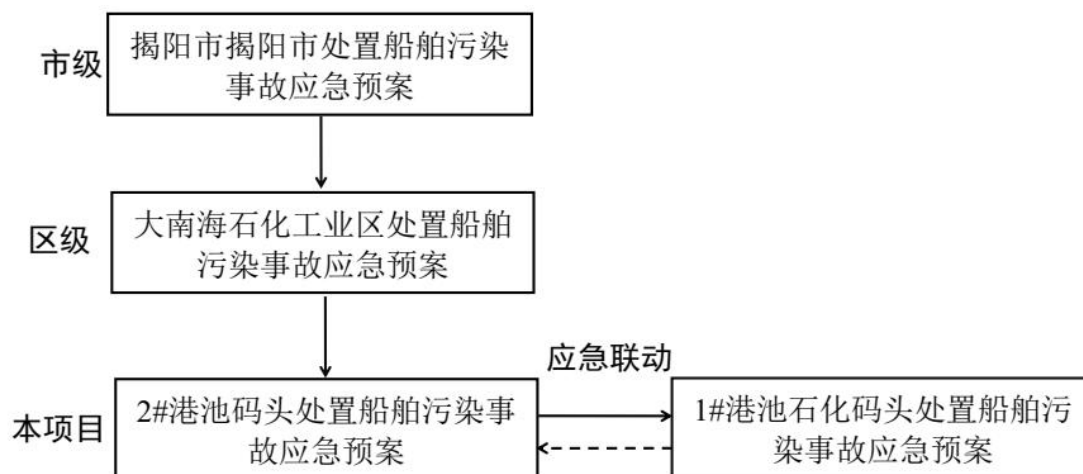 市级
揭阳市揭阳市处置船舶污染
事故应急预案
区级
大南海石化工业区处置船舶
污染事故应急预案
应急联动
本项目
2#港池码头处置船舶污染事
故应急预案
1#港池石化码头处置船舶污
染事故应急预案